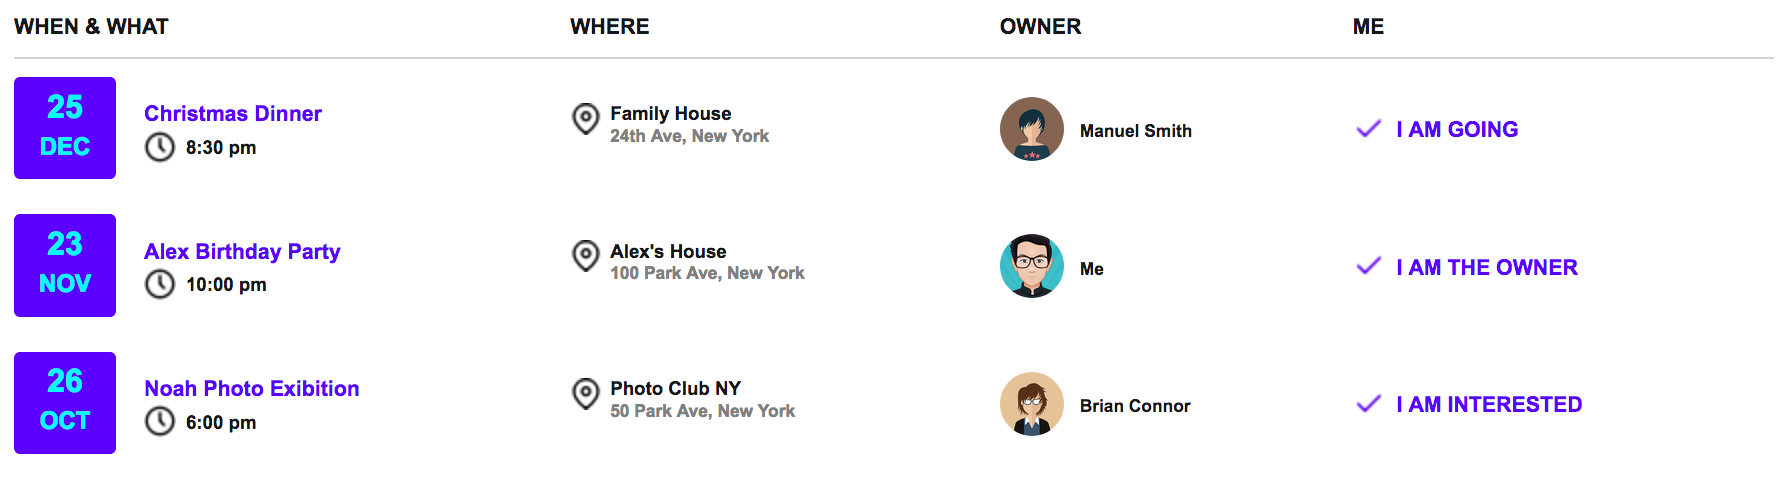 WHEN & WHAT WHERE OWNER ME
25
DEC
Christmas Dinner
8:30 pm
Family House
24th Ave, New York
Manuel Smith
I AM GOING
23
NOV
Alex Birthday Party
10:00 pm
Alex's House
100 Park Ave, New York
Me
I AM THE OWNER
26
OCT
Noah Photo Exibition
6:00 pm
Photo Club NY
50 Park Ave, New York
Brian Connor
I AM INTERESTED